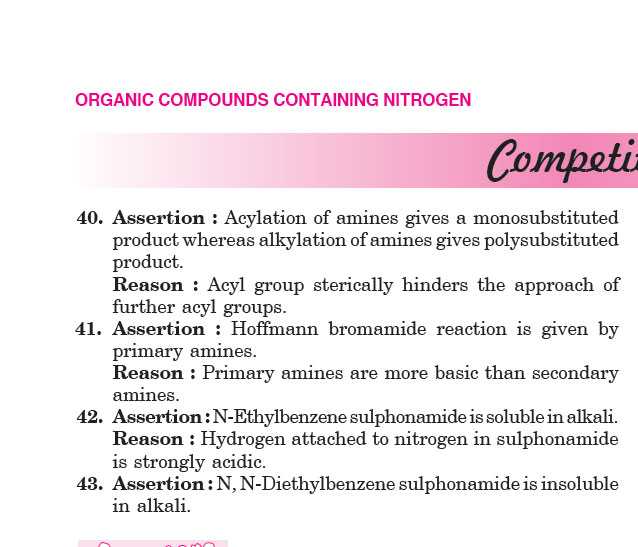 ORGANIC COMPOUNDS CONTAINING NITROGEN
40. Assertion : Acylation of amines gives a monosubstituted
product whereas alkylation of amines gives polysubstituted
product.
Reason : Acyl group sterically hinders the approach of
further acyl groups.
41. Assertion : Hoffmann bromamide reaction is given by
primary amines.
Reason : Primary amines are more basic than secondary
amines.
42. Assertion : N-Ethylbenzene sulphonamide is soluble in alkali.
Reason : Hydrogen attached to nitrogen in sulphonamide
is strongly acidic.
43. Assertion : N, N-Diethylbenzene sulphonamide is insoluble
in alkali.